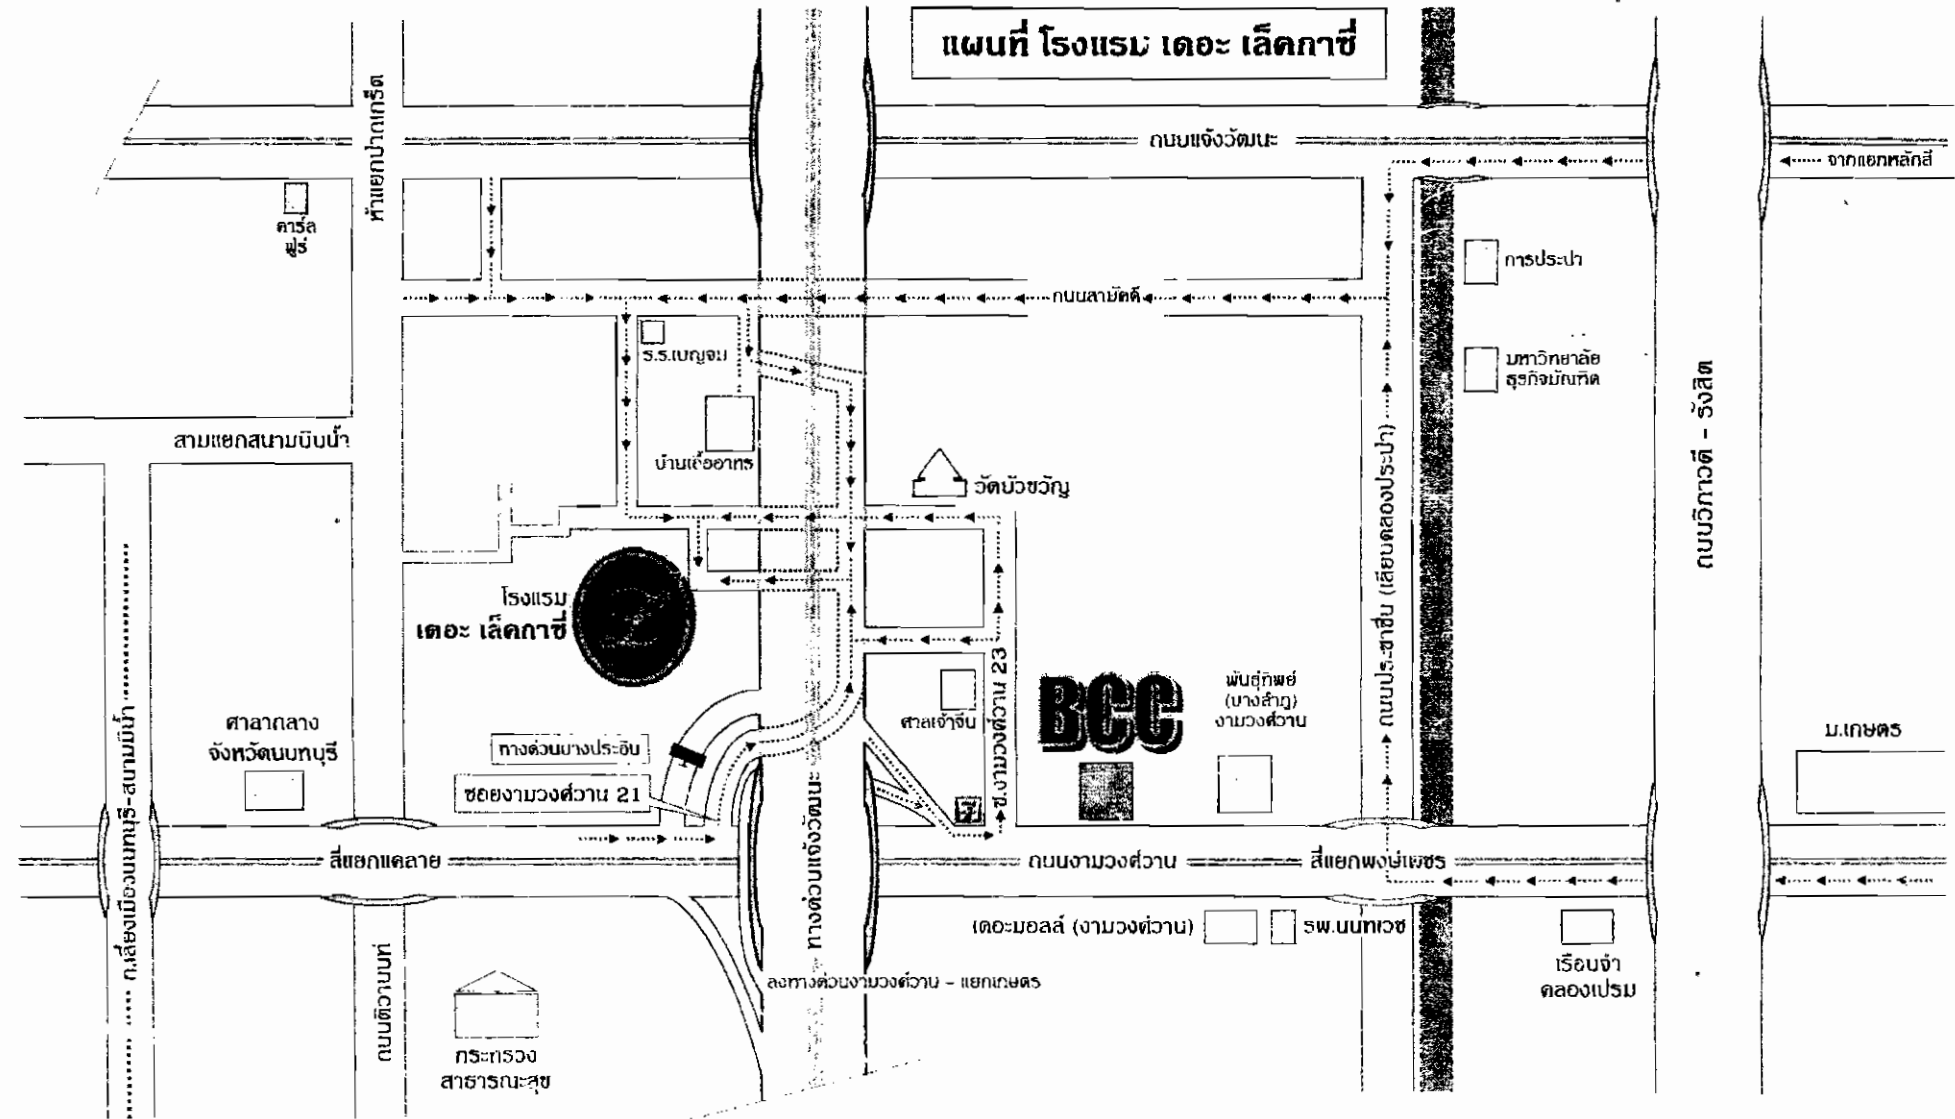 แผนที่ โรงแรม เดอะ เล็คกาซี่
ถนนแจ้งวัฒนะ
จากแยกหลักสี่
ห้าแยกปากเกร็ด
คาร์ล
ฟูร์
การประปา
ถนนสามัคคี
ร.ร.เบญจม
มหาวิทยาลัย
ธุรกิจบัณฑิต
ถนนวิภาวดี - รังสิต
สามแยกสนามบินน้ำ
บ้านเอื้ออาทร
วัดบัวขวัญ
ถนนประชาชื่น (เลียบคลองประปา)
โรงแรม
เดอะ เล็คกาซี่
ซ.งามวงศ์วาน 23
ศาลเจ้าจีน
BCC
พันธุ์ทิพย์
งามวงศ์วาน
ม.เกษตร
ศาลากลาง
จังหวัดนนทบุรี
ทางด่วนบางปะอิน
ซอยงามวงศ์วาน 21
ถ.เลี่ยงเมืองนนทบุรี-สนามบินน้ำ
ทางด่วนแจ้งวัฒนะ
สี่แยกแคลาย
ถนนงามวงศ์วาน
สี่แยกพงษ์เพชร
เดอะมอลล์ (งามวงศ์วาน)
รพ.นนทเวช
เรือนจำ
คลองเปรม
ลงทางด่วนงามวงศ์วาน - แยกเกษตร
ถนนติวานนท์
กระทรวง
สาธารณะสุข